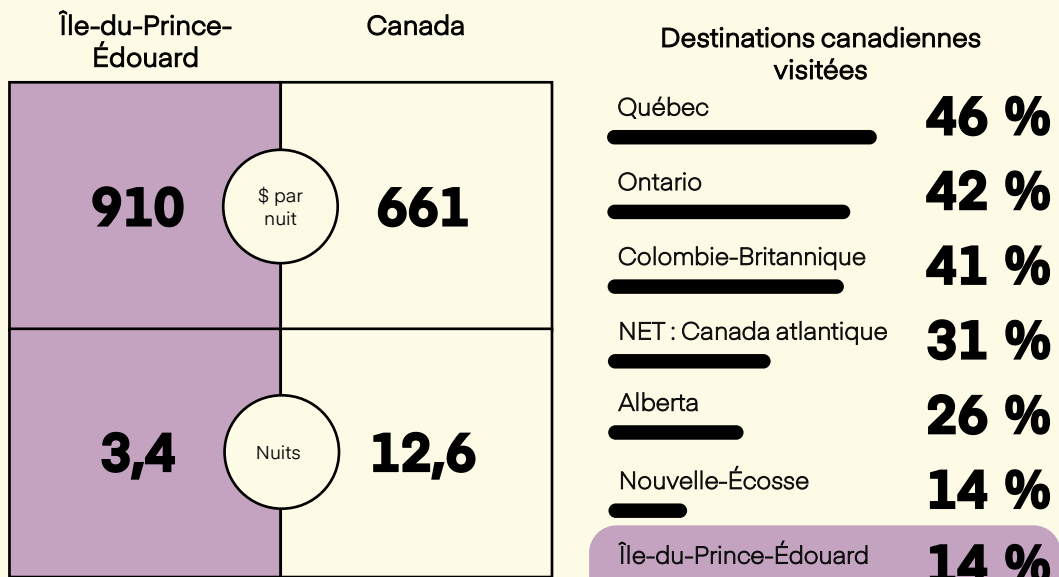 Île-du-Prince-
Édouard
Canada
910
$ par
nuit
661
3,4
Nuits
12,6
Destinations canadiennes
visitées
Québec 46 %
Ontario 42 %
Colombie-Britannique 41 %
NET : Canada atlantique 31 %
Alberta 26 %
Nouvelle-Écosse 14 %
Île-du-Prince-Édouard 14 %